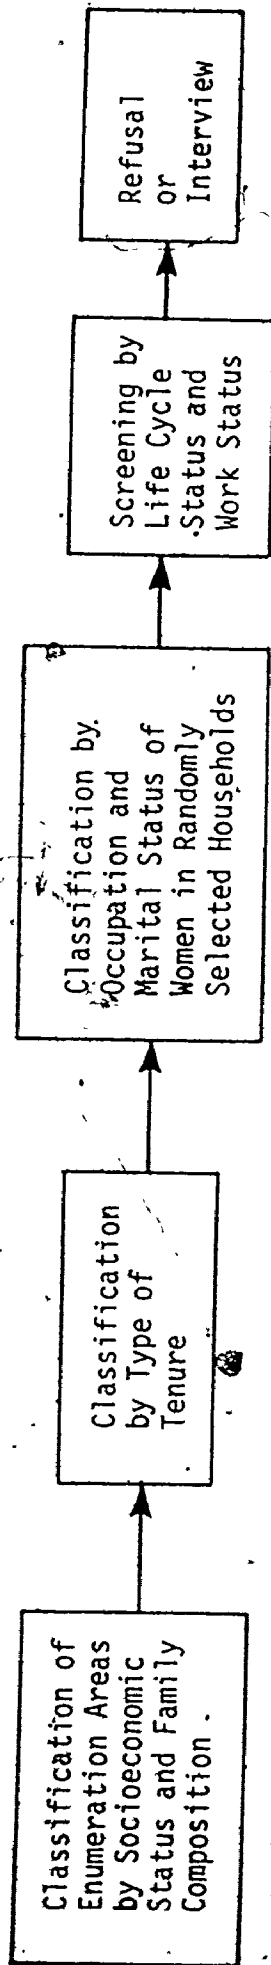 Classification of
Enumeration Areas
by Socioeconomic
Status and Family
Composition .
Classification
by Type of
Tenure
Classification by.
Occupation and
Marital Status of
Women in Randomly
Selected Households
Screening by
Life Cycle
Status and
Work Status
Refusal
or
Interview